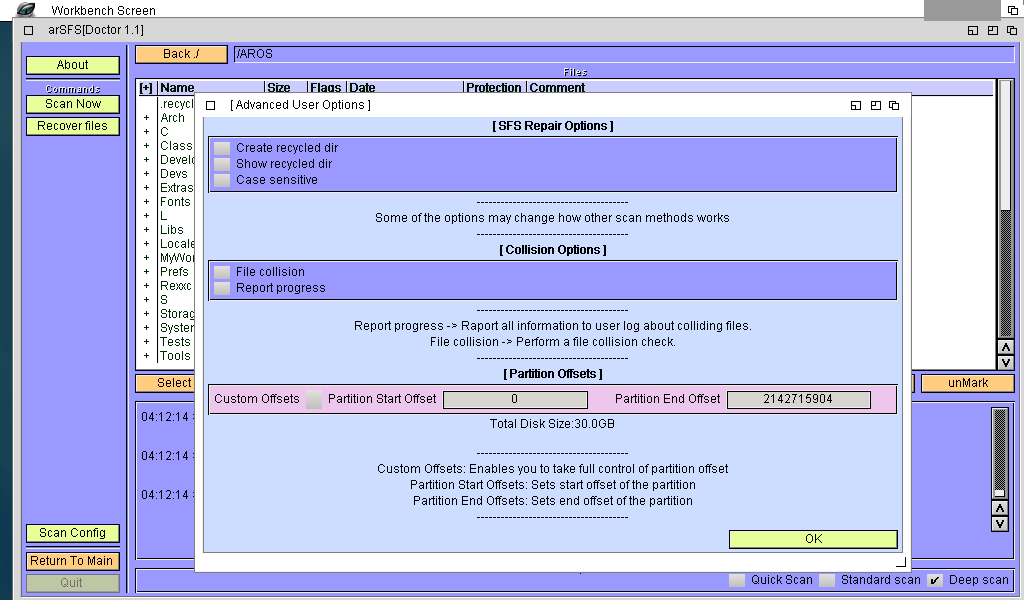 Workbench Screen
arSFS[Doctor 1.1]
About
Commands
Scan Now
Recover files
Scan Config
Return To Main
Quit
Back ./
/AROS
Files
[+] Name Size Flags Date Protection Comment
.recycl
+ Arch
+ C
+ Class
+ Develo
+ Devs
+ Extras
+ Fonts
+ L
+ Libs
+ Locale
+ MyWor
+ Prefs
+ Rexxc
+ S
+ Storag
+ System
+ Tests
+ Tools
Select
unMark
04:12:14
04:12:14
04:12:14
[ Advanced User Options ]
[ SFS Repair Options ]
Create recycled dir
Show recycled dir
Case sensitive
--------------------------------------
Some of the options may change how other scan methods works
--------------------------------------
[ Collision Options ]
File collision
Report progress
--------------------------------------
Report progress -> Raport all information to user log about colliding files.
File collision -> Perform a file collision check.
--------------------------------------
[ Partition Offsets ]
Custom Offsets Partition Start Offset 0 Partition End Offset 2142715904
Total Disk Size:30.0GB
--------------------------------------
Custom Offsets: Enables you to take full control of partition offset
Partition Start Offsets: Sets start offset of the partition
Partition End Offsets: Sets end offset of the partition
--------------------------------------
OK
Quick Scan Standard scan Deep scan